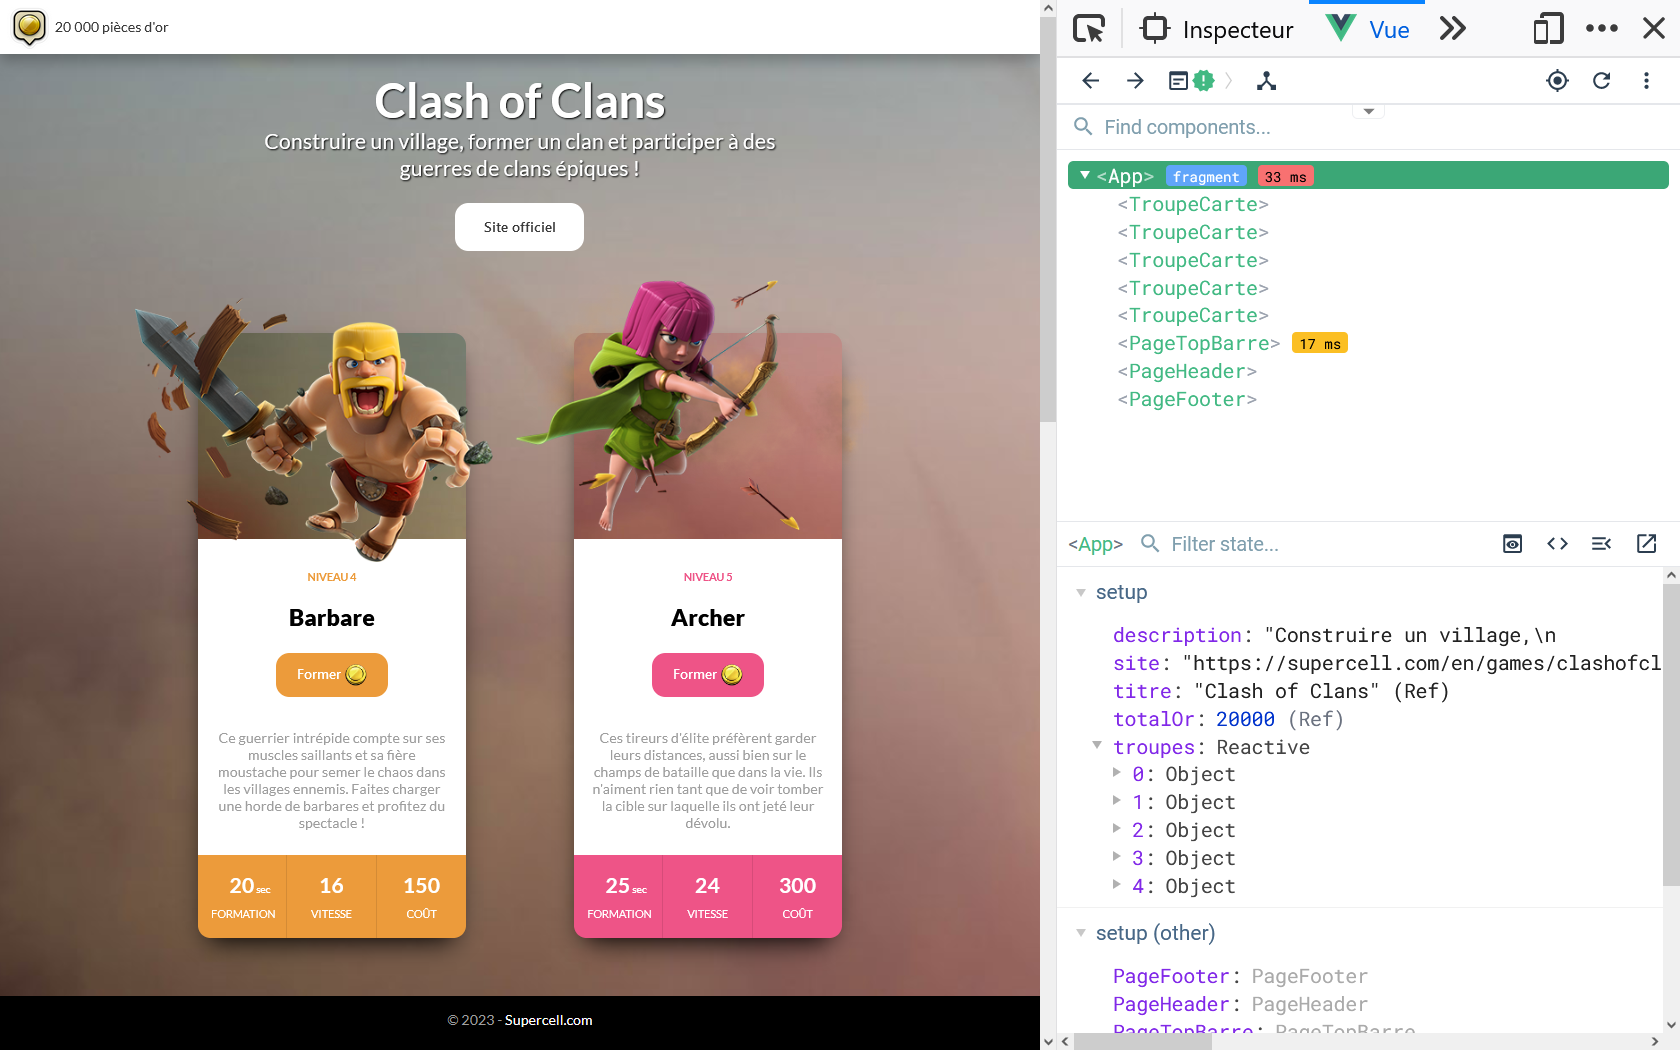 20 000 pièces d'or
Clash of Clans
Construire un village, former un clan et participer à des
guerres de clans épiques !
Site officiel
NIVEAU 4
Barbare
Former
Ce guerrier intrépide compte sur ses
muscles saillants et sa fière
moustache pour semer le chaos dans
les villages ennemis. Faites charger
une horde de barbares et profitez du
spectacle !
20 sec
FORMATION
16
VITESSE
150
COÛT
NIVEAU 5
Archer
Former
Ces tireurs d'élite préfèrent garder
leurs distances, aussi bien sur le
champs de bataille que dans la vie. Ils
n'aiment rien tant que de voir tomber
la cible sur laquelle ils ont jeté leur
dévolu.
25 sec
FORMATION
24
VITESSE
300
COÛT
© 2023 - Supercell.com
Inspecteur
Vue
Find components...
<App> fragment 33 ms
<TroupeCarte>
<TroupeCarte>
<TroupeCarte>
<TroupeCarte>
<TroupeCarte>
<PageTopBarre> 17 ms
<PageHeader>
<PageFooter>
<App> Filter state...
setup
description: "Construire un village,\n
site: "https://supercell.com/en/games/clashofcl
titre: "Clash of Clans" (Ref)
totalOr: 20000 (Ref)
troupes: Reactive
0: Object
1: Object
2: Object
3: Object
4: Object
setup (other)
PageFooter: PageFooter
PageHeader: PageHeader
PageTopBarre: PageTopBarre